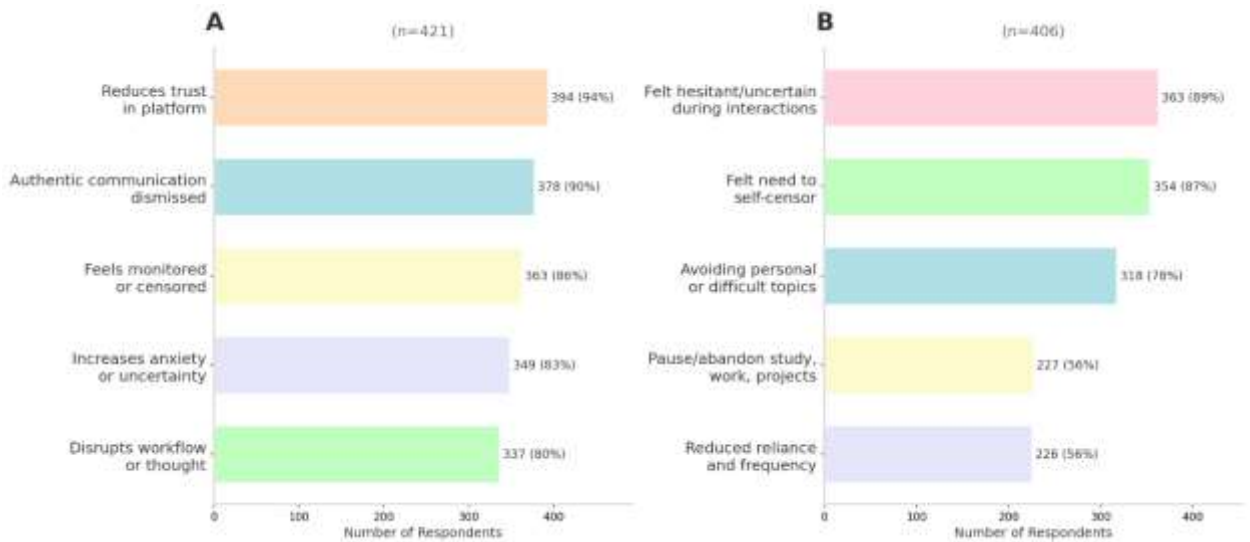 A
(n=421)
Reduces trust
in platform
394 (94%)
Authentic communication
dismissed
378 (90%)
Feels monitored
or censored
363 (86%)
Increases anxiety
or uncertainty
349 (83%)
Disrupts workflow
or thought
337 (80%)
0 100 200 300 400
Number of Respondents
B
(n=406)
Felt hesitant/uncertain
during interactions
363 (89%)
Felt need to
self-censor
354 (87%)
Avoiding personal
or difficult topics
318 (78%)
Pause/abandon study,
work, projects
227 (56%)
Reduced reliance
and frequency
226 (56%)
0 100 200 300 400
Number of Respondents